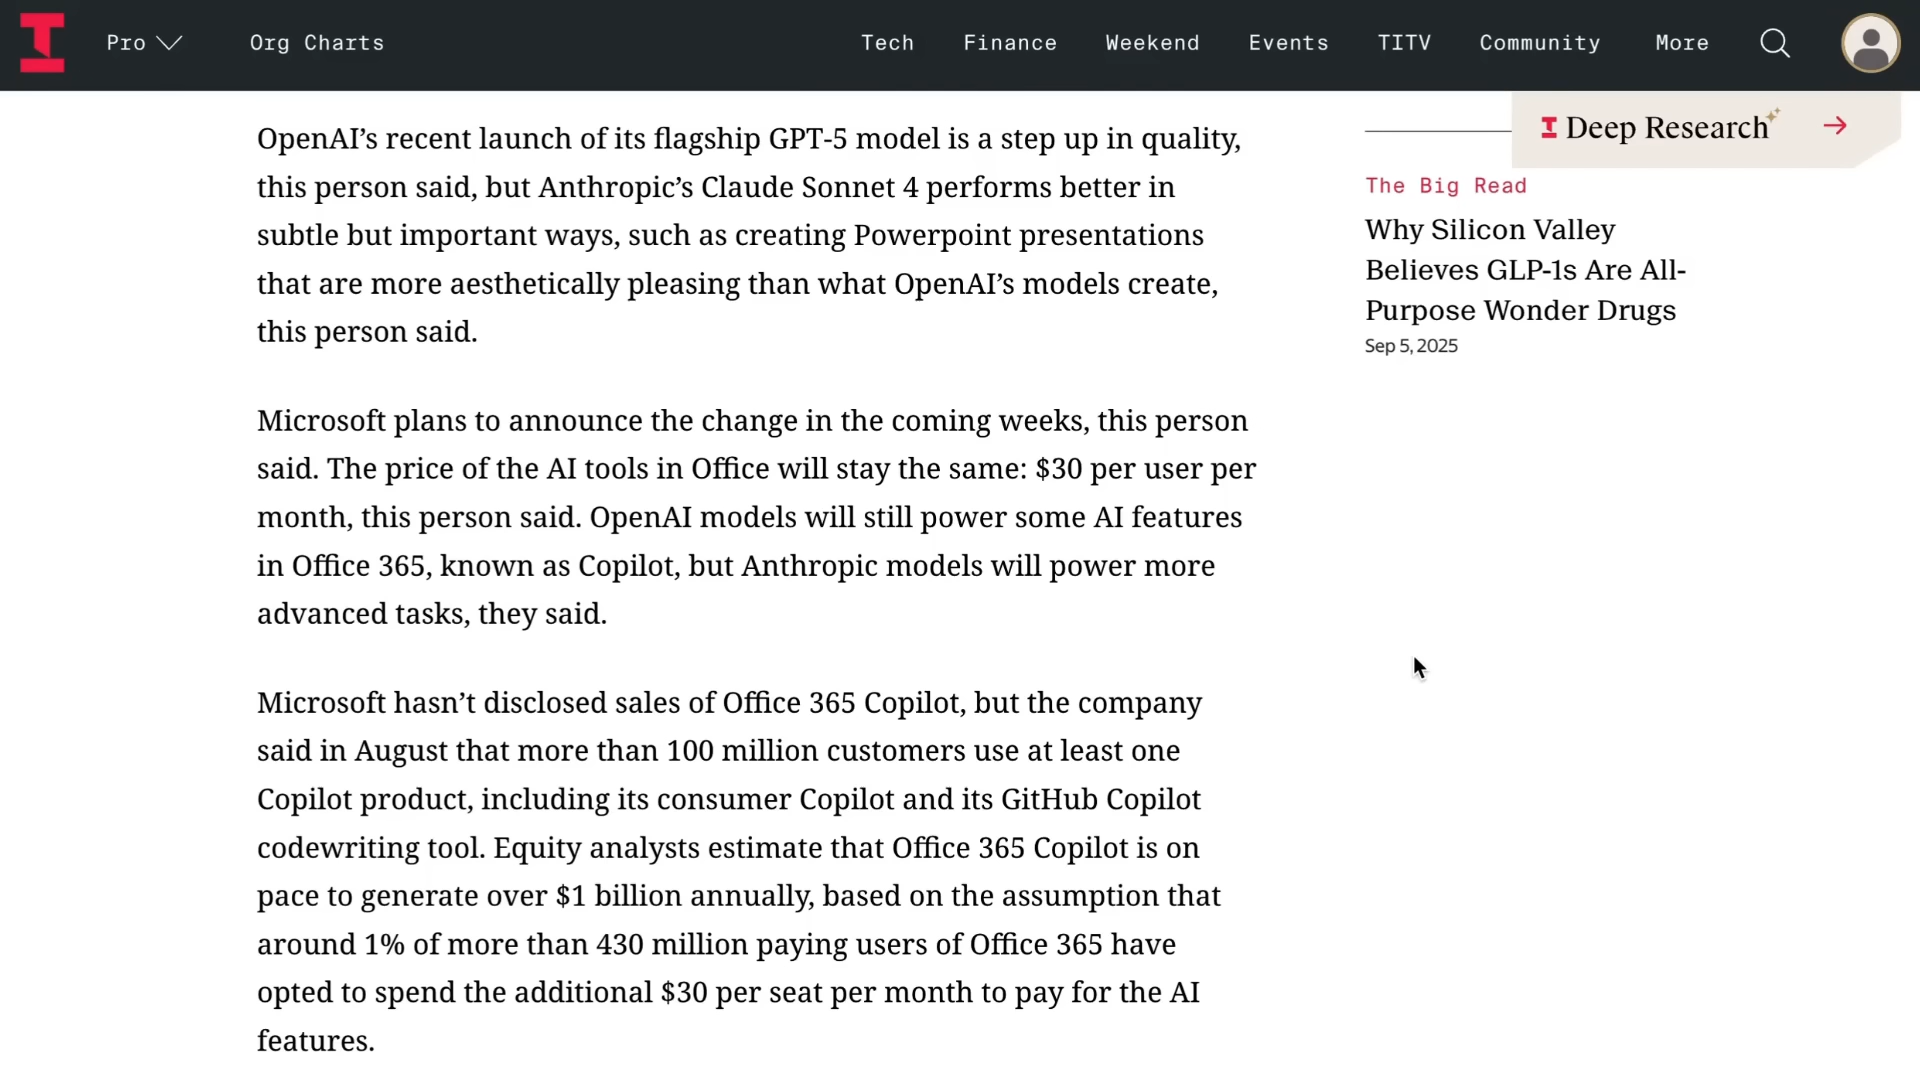 Pro
Org Charts
Tech
Finance
Weekend
Events
TITV
Community
More
OpenAI’s recent launch of its flagship GPT-5 model is a step up in quality,
this person said, but Anthropic’s Claude Sonnet 4 performs better in
subtle but important ways, such as creating Powerpoint presentations
that are more aesthetically pleasing than what OpenAI’s models create,
this person said.
Microsoft plans to announce the change in the coming weeks, this person
said. The price of the AI tools in Office will stay the same: $30 per user per
month, this person said. OpenAI models will still power some AI features
in Office 365, known as Copilot, but Anthropic models will power more
advanced tasks, they said.
Microsoft hasn’t disclosed sales of Office 365 Copilot, but the company
said in August that more than 100 million customers use at least one
Copilot product, including its consumer Copilot and its GitHub Copilot
codewriting tool. Equity analysts estimate that Office 365 Copilot is on
pace to generate over $1 billion annually, based on the assumption that
around 1% of more than 430 million paying users of Office 365 have
opted to spend the additional $30 per seat per month to pay for the AI
features.
Deep Research
The Big Read
Why Silicon Valley
Believes GLP-1s Are All-
Purpose Wonder Drugs
Sep 5, 2025